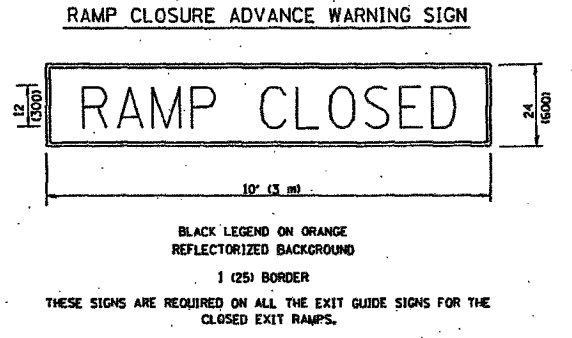 RAMP CLOSURE ADVANCE WARNING SIGN
12
(300)
RAMP CLOSED
24
(600)
10' (3 m)
BLACK LEGEND ON ORANGE
REFLECTORIZED BACKGROUND
1 (25) BORDER
THESE SIGNS ARE REQUIRED ON ALL THE EXIT GUIDE SIGNS FOR THE
CLOSED EXIT RAMPS.